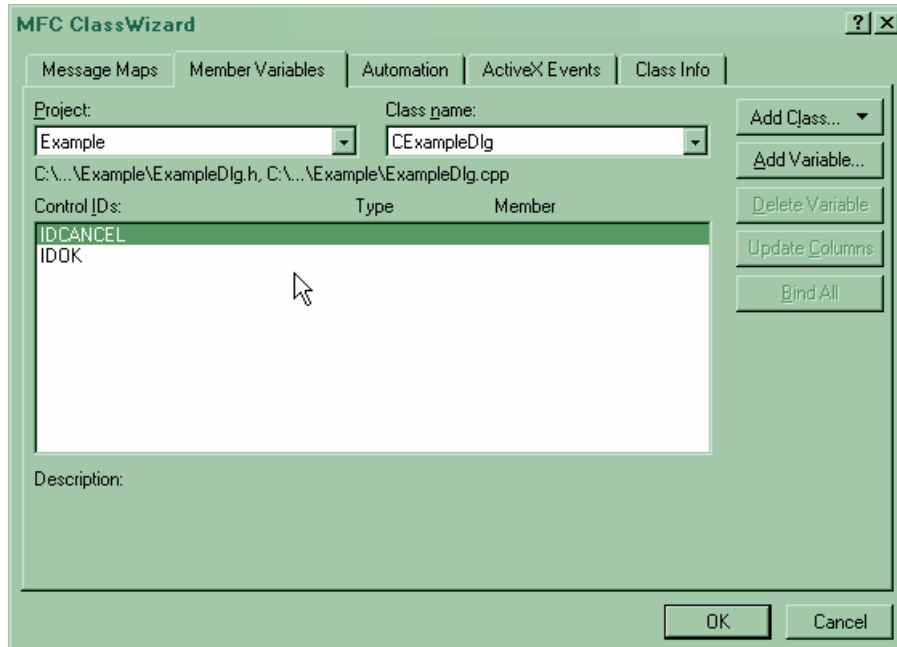 MFC ClassWizard
Message Maps Member Variables Automation ActiveX Events Class Info
Project: Class name:
Add Class...
Example CExampleDlg
Add Variable...
C:\...\Example\ExampleDlg.h, C:\...\Example\ExampleDlg.cpp
Control IDs: Type Member
Delete Variable
IDCANCEL
Update Columns
IDOK
Bind All
Description:
OK Cancel